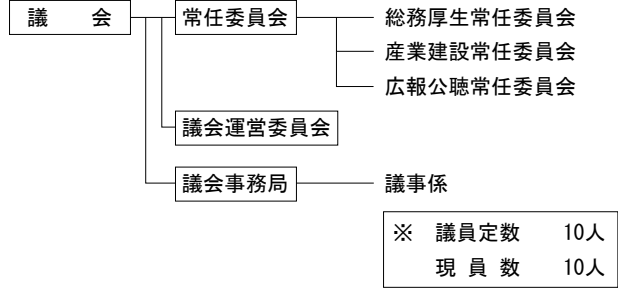 議　　会　常任委員会　総務厚生常任委員会
産業建設常任委員会
広報公聴常任委員会
議会運営委員会
議会事務局　議事係
※　議員定数　10人
現 員 数　10人